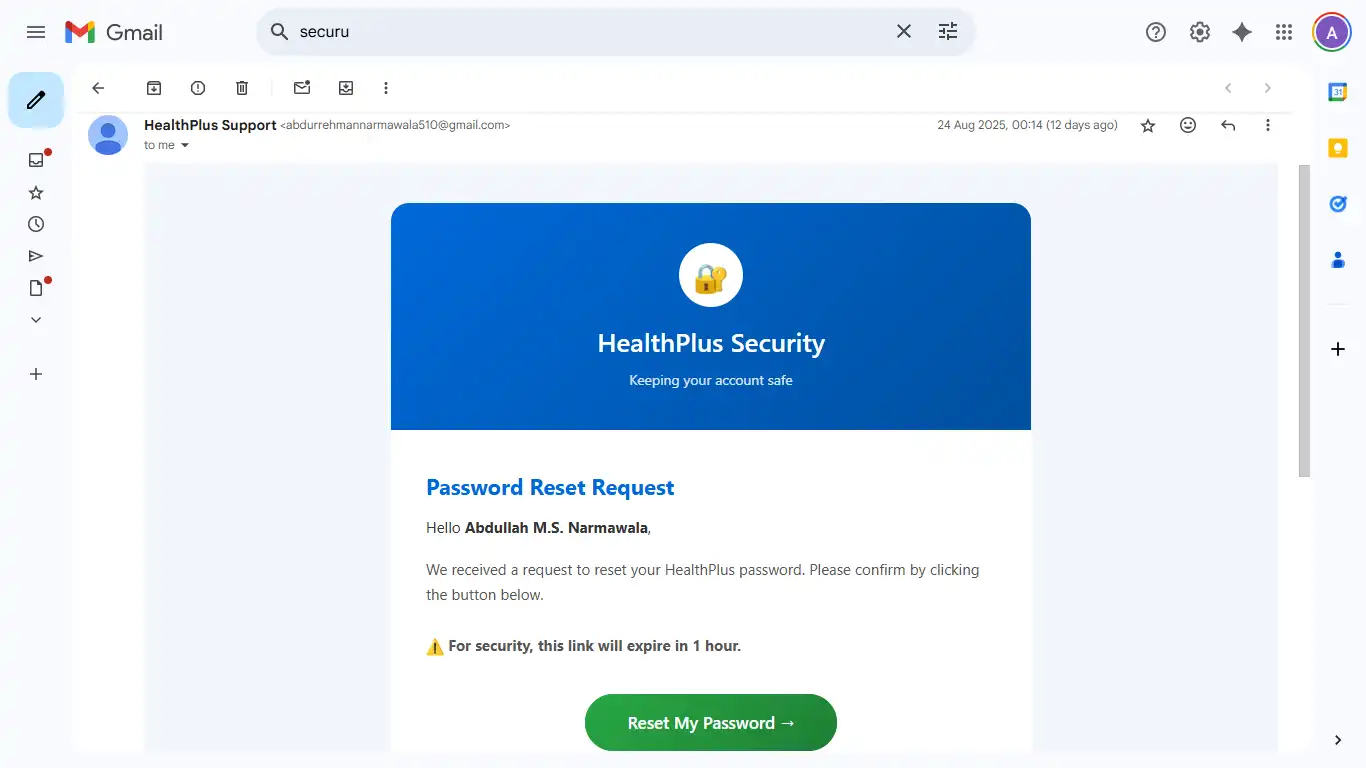 Gmail
securu
A
HealthPlus Support <abdurrehmannarmawala510@gmail.com>
24 Aug 2025, 00:14 (12 days ago)
to me
31
HealthPlus Security
Keeping your account safe
Password Reset Request
Hello Abdullah M.S. Narmawala,
We received a request to reset your HealthPlus password. Please confirm by clicking
the button below.
⚠️ For security, this link will expire in 1 hour.
Reset My Password →